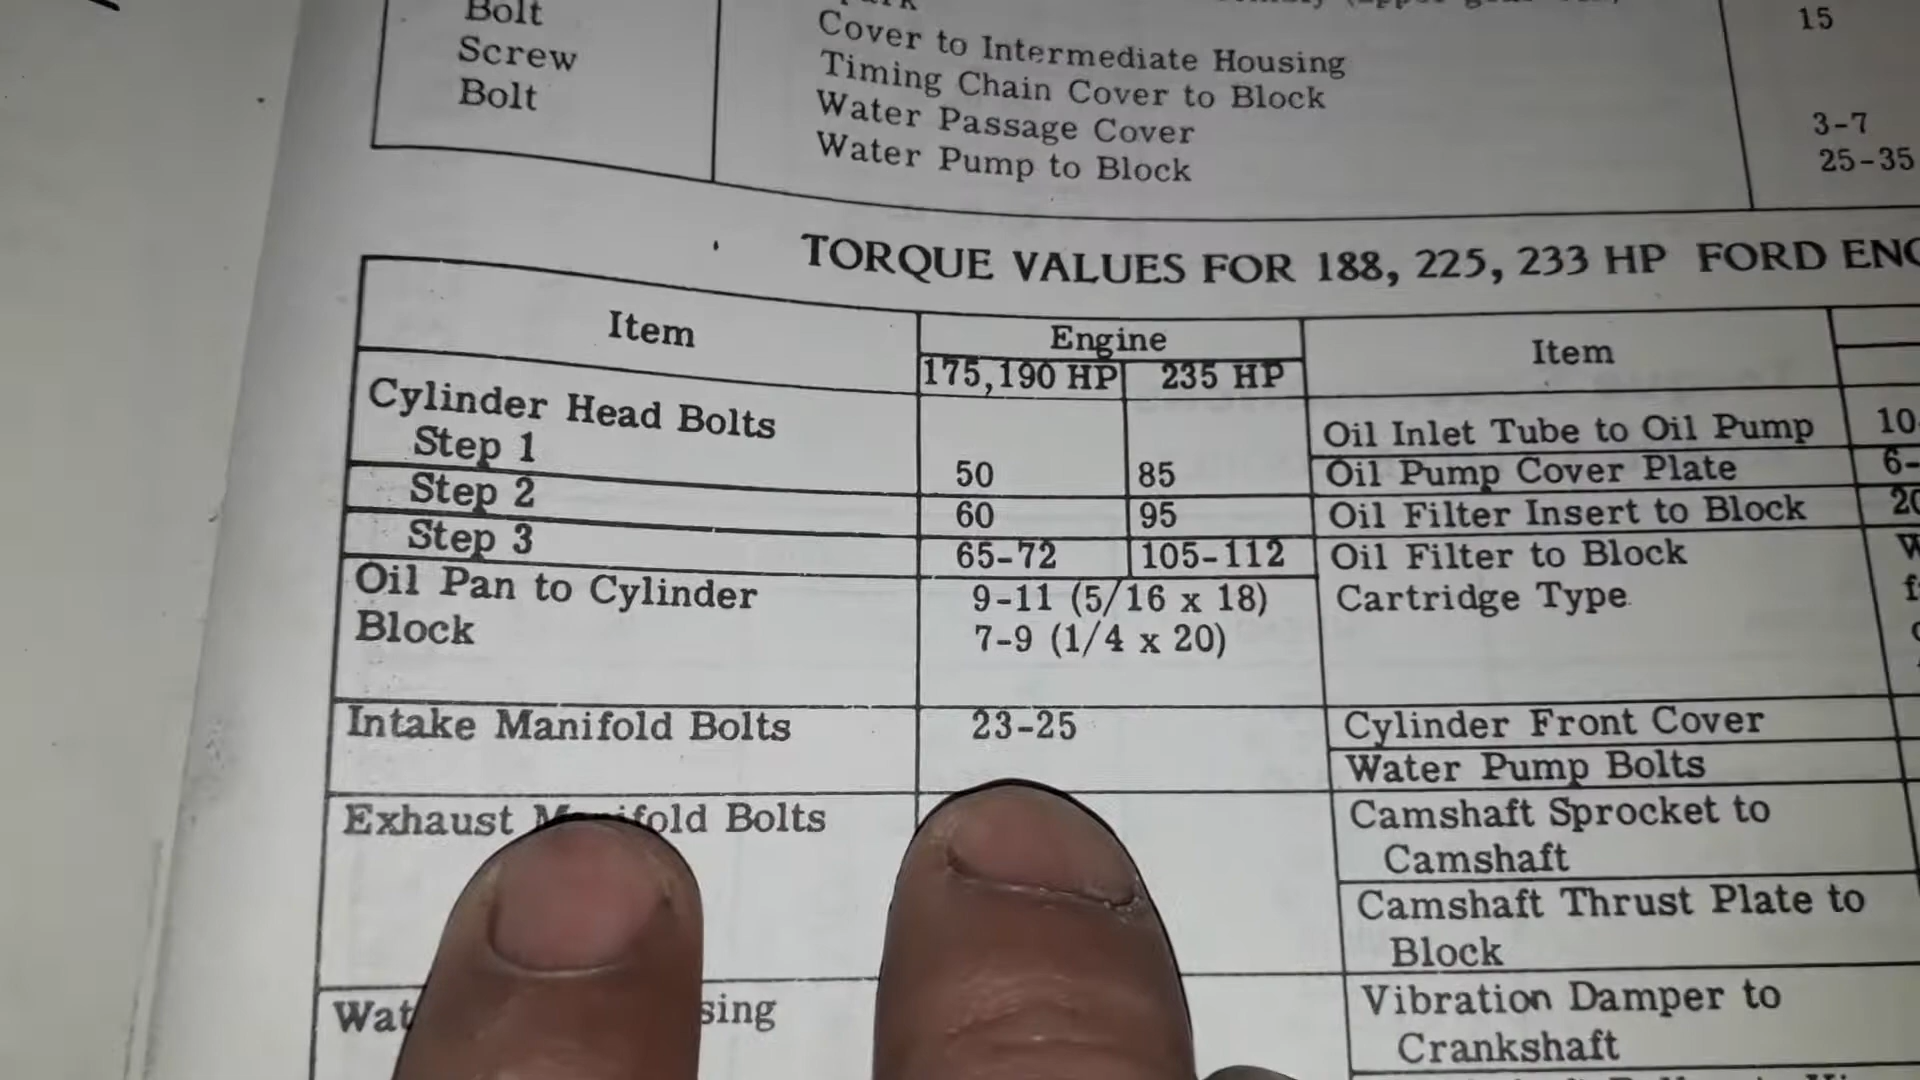 Bolt
Screw
Bolt
Cover to Intermediate Housing
Timing Chain Cover to Block
Water Passage Cover
Water Pump to Block
15
3-7
25-35
TORQUE VALUES FOR 188, 225, 233 HP FORD
Item
Engine
175,190 HP
235 HP
Cylinder Head Bolts
Step 1
50
85
Step 2
60
95
Step 3
65-72
105-112
Oil Pan to Cylinder
Block
9-11 (5/16 x 18)
7-9 (1/4 x 20)
Intake Manifold Bolts
23-25
Exhaust Manifold Bolts
Item
Oil Inlet Tube to Oil Pump
10
Oil Pump Cover Plate
6-
Oil Filter Insert to Block
Oil Filter to Block
Cartridge Type
Cylinder Front Cover
Water Pump Bolts
Camshaft Sprocket to
Camshaft
Camshaft Thrust Plate to
Block
Vibration Damper to
Crankshaft